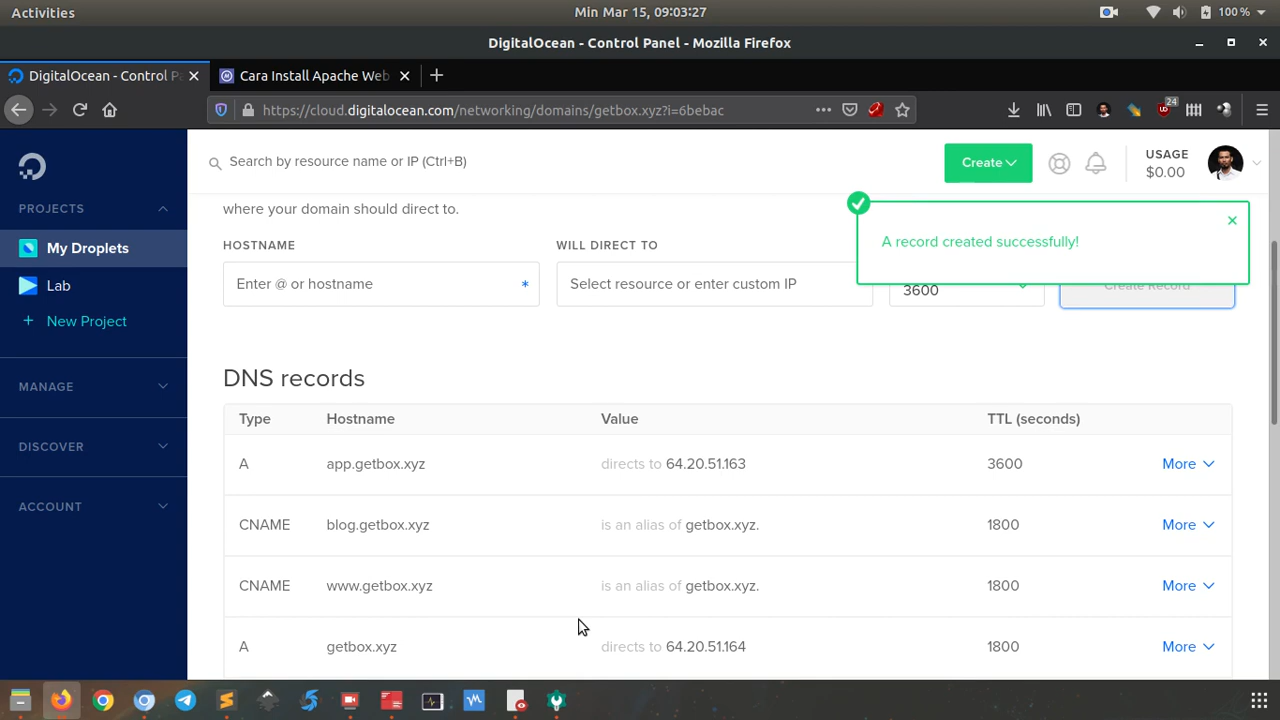 Activities
Min Mar 15, 09:03:27
100 %
DigitalOcean - Control Panel - Mozilla Firefox
DigitalOcean - Control Pa
Cara Install Apache Web
https://cloud.digitalocean.com/networking/domains/getbox.xyz?i=6bebac
24
Search by resource name or IP (Ctrl+B)
Create
USAGE
$0.00
PROJECTS
My Droplets
Lab
+ New Project
MANAGE
DISCOVER
ACCOUNT
where your domain should direct to.
A record created successfully!
HOSTNAME
WILL DIRECT TO
Enter @ or hostname *
Select resource or enter custom IP
3600
Create Record
DNS records
Type Hostname Value TTL (seconds)
A app.getbox.xyz directs to 64.20.51.163 3600 More
CNAME blog.getbox.xyz is an alias of getbox.xyz. 1800 More
CNAME www.getbox.xyz is an alias of getbox.xyz. 1800 More
A getbox.xyz directs to 64.20.51.164 1800 More